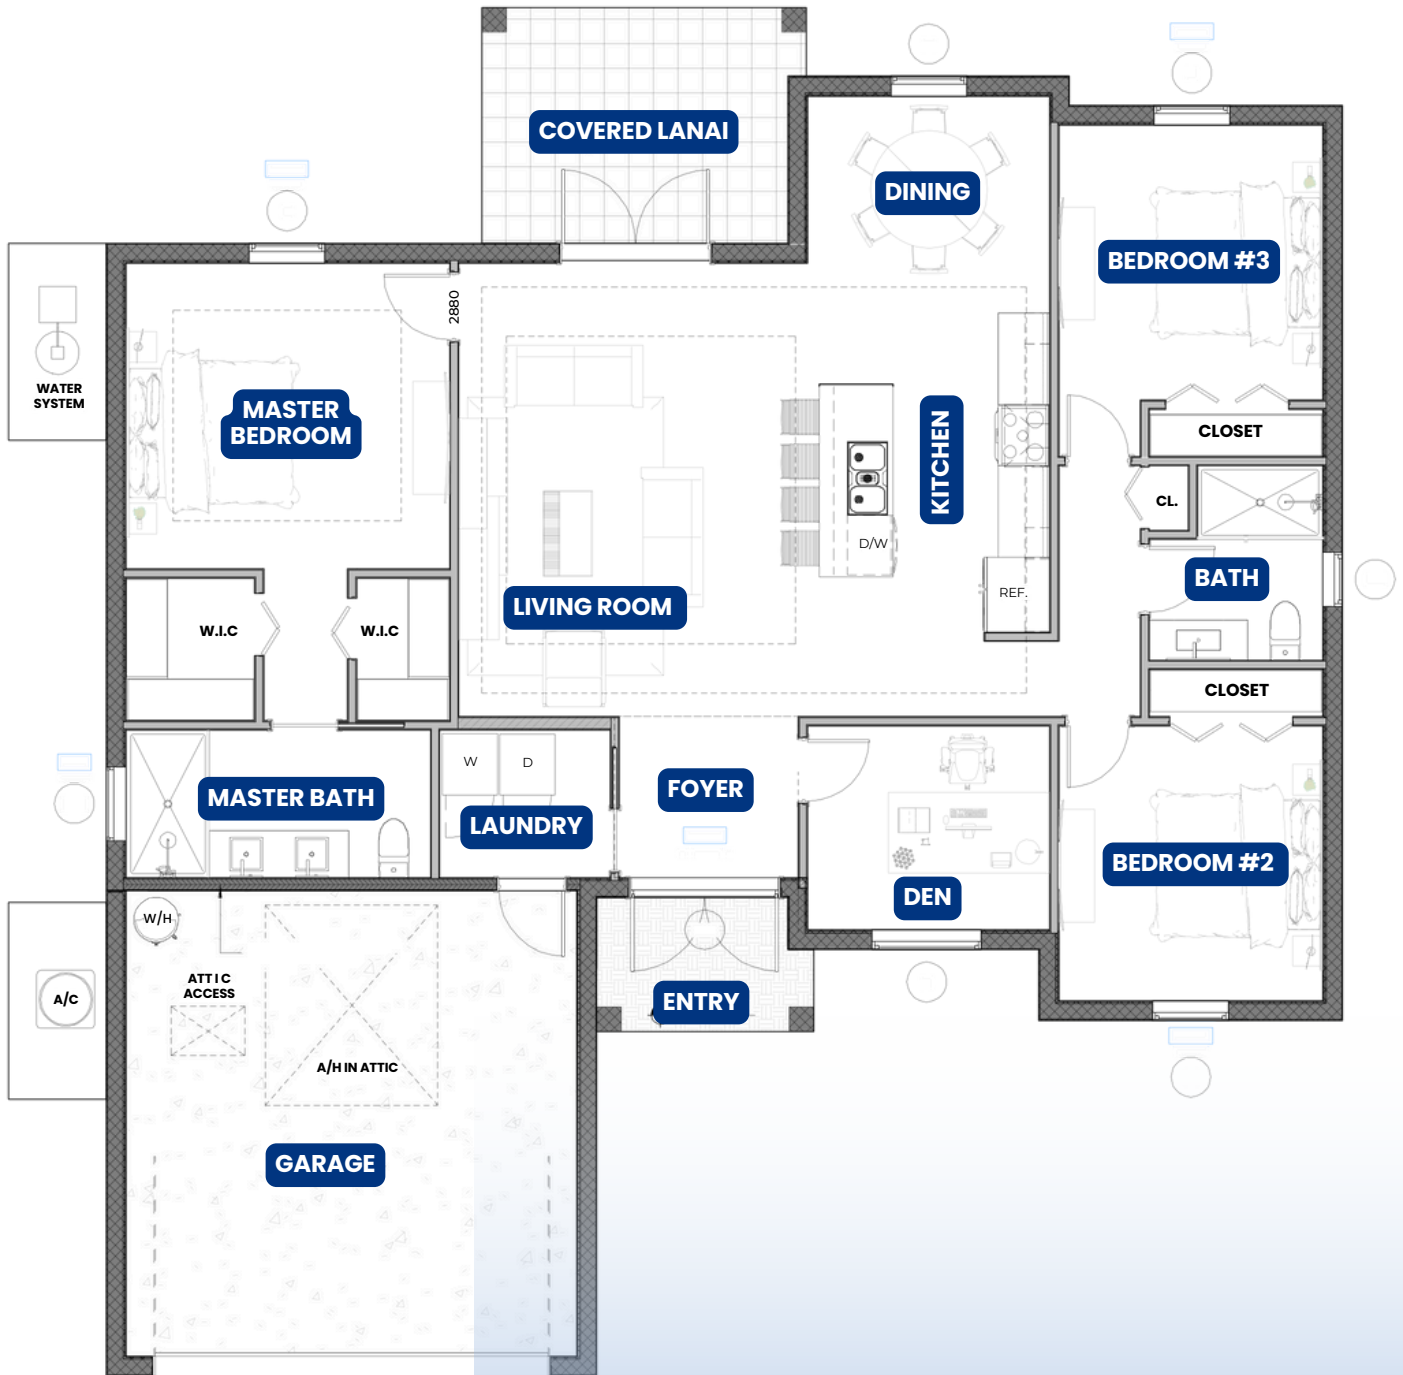 COVERED LANAI
DINING
BEDROOM #3
2880
WATER
SYSTEM
MASTER
BEDROOM
KITCHEN
CLOSET
CL.
D/W
BATH
REF.
LIVING ROOM
W.I.C
W.I.C
CLOSET
W
D
FOYER
MASTER BATH
LAUNDRY
BEDROOM #2
DEN
W/H
ATTIC
ACCESS
A/C
ENTRY
A/H IN ATTIC
GARAGE